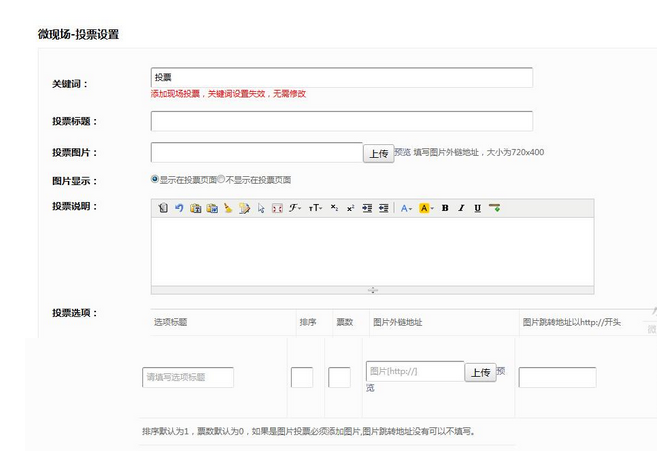 微现场-投票设置
关键词： 投票
添加现场投票，关键词设置失效，无需修改
投票标题：
投票图片： 上传 预览 填写图片外链地址，大小为720x400
图片显示： 显示在投票页面 不显示在投票页面
投票说明：
投票选项：
选项标题 排序 票数 图片外链地址 图片跳转地址以http://开头
请填写选项标题 图片[http://] 上传 预
览
排序默认为1，票数默认为0，如果是图片投票必须添加图片,图片跳转地址没有可以不填写。